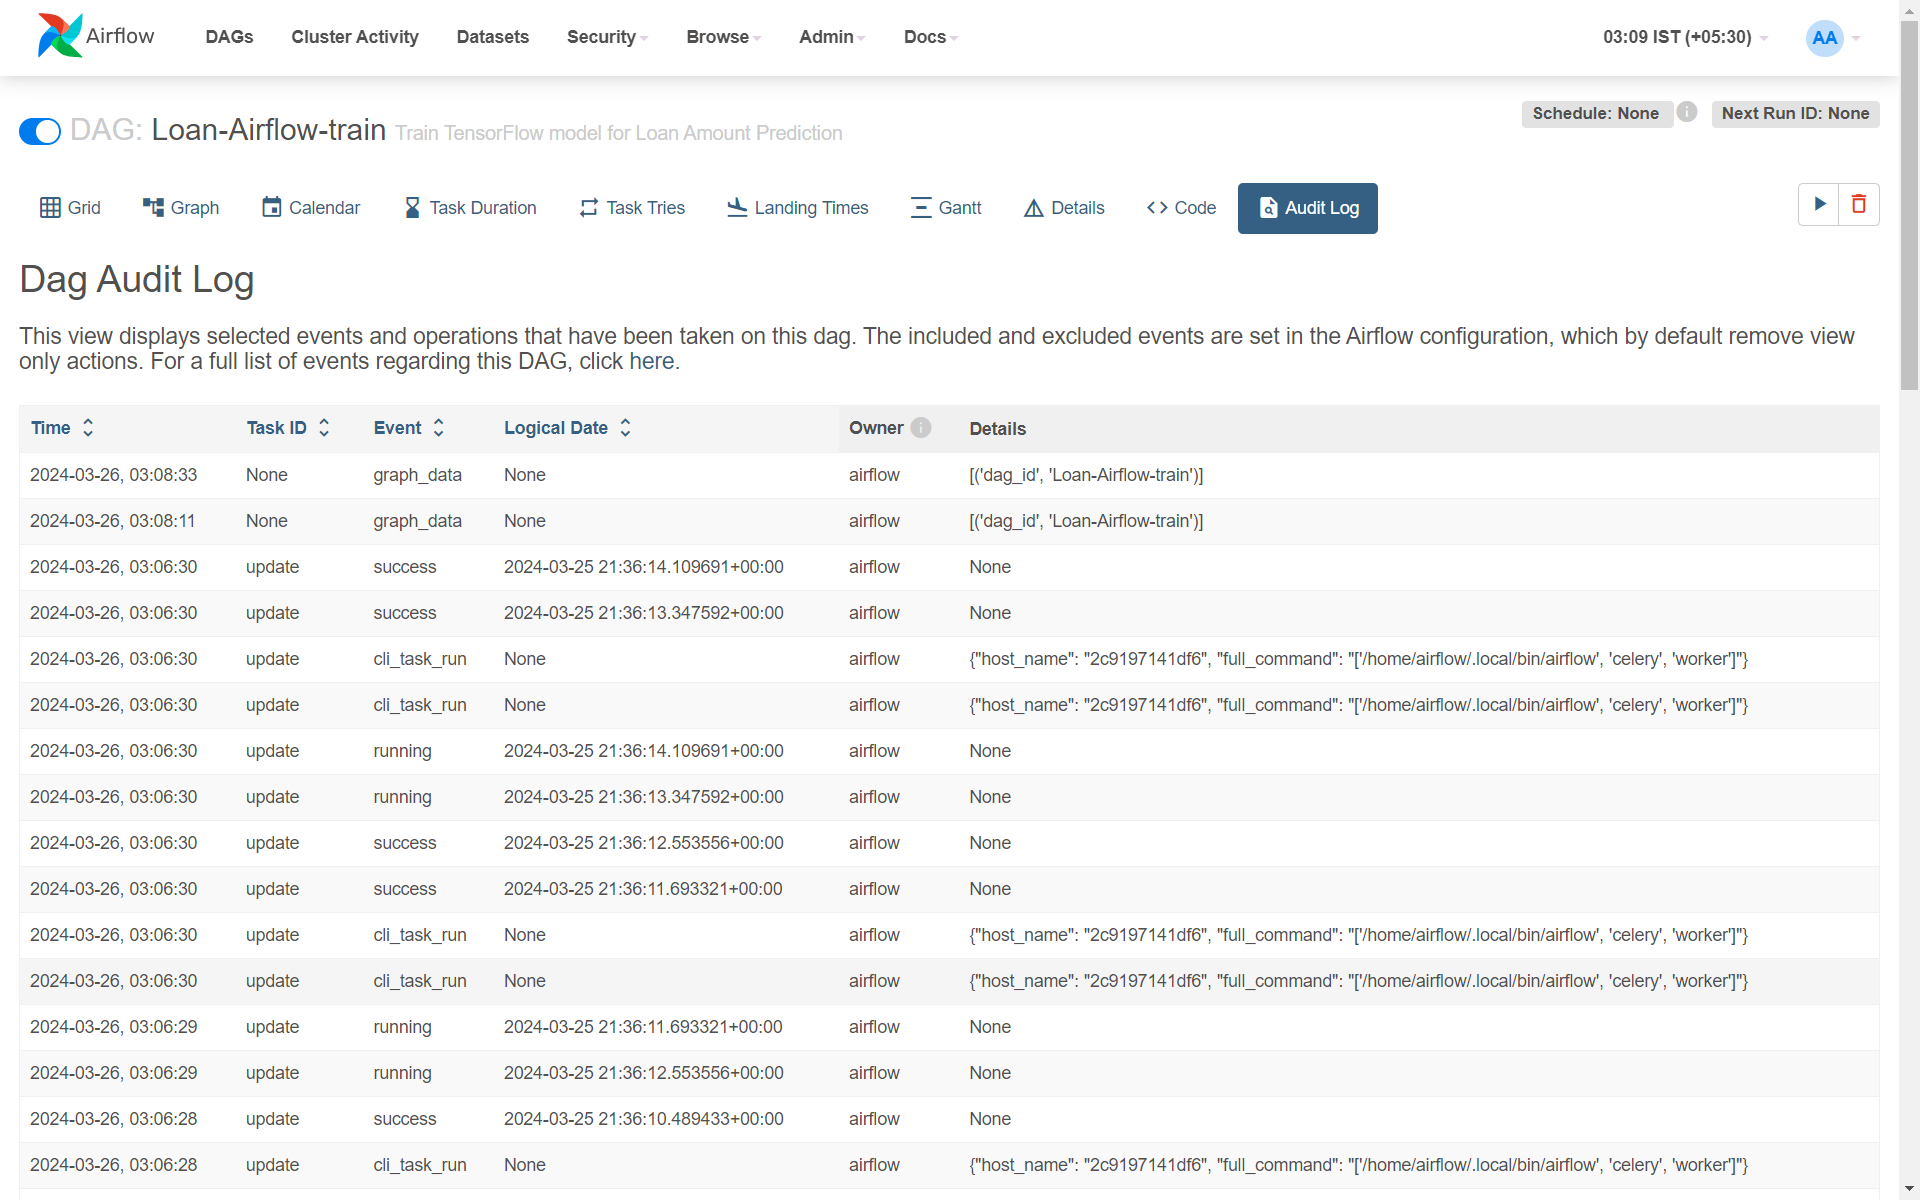 Airflow DAGs Cluster Activity Datasets Security Browse Admin Docs 03:09 IST (+05:30) AA
Schedule: None Next Run ID: None
DAG: Loan-Airflow-train Train TensorFlow model for Loan Amount Prediction
Grid Graph Calendar Task Duration Task Tries Landing Times Gantt Details Code Audit Log
Dag Audit Log
This view displays selected events and operations that have been taken on this dag. The included and excluded events are set in the Airflow configuration, which by default remove view
only actions. For a full list of events regarding this DAG, click here.
Time Task ID Event Logical Date Owner Details
2024-03-26, 03:08:33 None graph_data None airflow [('dag_id', 'Loan-Airflow-train')]
2024-03-26, 03:08:11 None graph_data None airflow [('dag_id', 'Loan-Airflow-train')]
2024-03-26, 03:06:30 update success 2024-03-25 21:36:14.109691+00:00 airflow None
2024-03-26, 03:06:30 update success 2024-03-25 21:36:13.347592+00:00 airflow None
2024-03-26, 03:06:30 update cli_task_run None airflow {"host_name": "2c9197141df6", "full_command": "['/home/airflow/.local/bin/airflow', 'celery', 'worker']"}
2024-03-26, 03:06:30 update cli_task_run None airflow {"host_name": "2c9197141df6", "full_command": "['/home/airflow/.local/bin/airflow', 'celery', 'worker']"}
2024-03-26, 03:06:30 update running 2024-03-25 21:36:14.109691+00:00 airflow None
2024-03-26, 03:06:30 update running 2024-03-25 21:36:13.347592+00:00 airflow None
2024-03-26, 03:06:30 update success 2024-03-25 21:36:12.553556+00:00 airflow None
2024-03-26, 03:06:30 update success 2024-03-25 21:36:11.693321+00:00 airflow None
2024-03-26, 03:06:30 update cli_task_run None airflow {"host_name": "2c9197141df6", "full_command": "['/home/airflow/.local/bin/airflow', 'celery', 'worker']"}
2024-03-26, 03:06:30 update cli_task_run None airflow {"host_name": "2c9197141df6", "full_command": "['/home/airflow/.local/bin/airflow', 'celery', 'worker']"}
2024-03-26, 03:06:29 update running 2024-03-25 21:36:11.693321+00:00 airflow None
2024-03-26, 03:06:29 update running 2024-03-25 21:36:12.553556+00:00 airflow None
2024-03-26, 03:06:28 update success 2024-03-25 21:36:10.489433+00:00 airflow None
2024-03-26, 03:06:28 update cli_task_run None airflow {"host_name": "2c9197141df6", "full_command": "['/home/airflow/.local/bin/airflow', 'celery', 'worker']"}